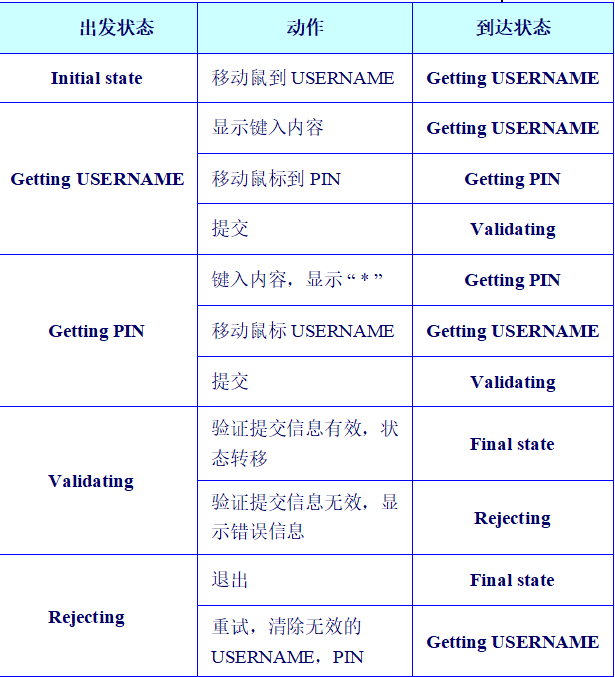 出发状态 动作 到达状态
Initial state 移动鼠到 USERNAME Getting USERNAME
显示键入内容 Getting USERNAME
Getting USERNAME 移动鼠标到 PIN Getting PIN
提交 Validating
键入内容，显示“ * ” Getting PIN
Getting PIN 移动鼠标 USERNAME Getting USERNAME
提交 Validating
Validating
验证提交信息有效，状
态转移
Final state
验证提交信息无效，显
示错误信息
Rejecting
Rejecting
退出 Final state
重试，清除无效的
USERNAME，PIN
Getting USERNAME